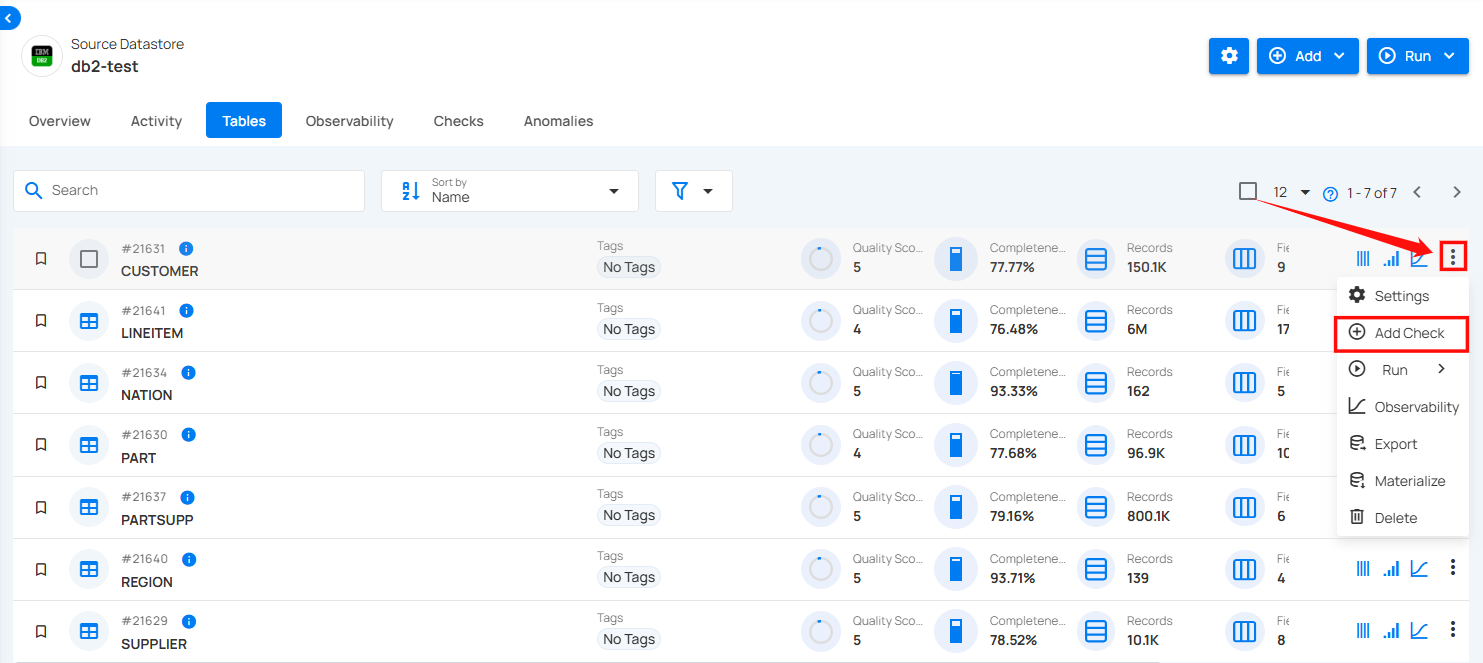 Source Datastore
IBM
DB2
db2-test
Add
Run
Overview
Activity
Tables
Observability
Checks
Anomalies
Search
Sort by
Name
12
1 - 7 of 7
#21631
CUSTOMER
Tags
No Tags
Quality Sco...
5
Completene...
77.77%
Records
150.1K
Fie
9
#21641
LINEITEM
Tags
No Tags
Quality Sco...
4
Completene...
76.48%
Records
6M
Fie
17
#21634
NATION
Tags
No Tags
Quality Sco...
5
Completene...
93.33%
Records
162
Fie
5
#21630
PART
Tags
No Tags
Quality Sco...
4
Completene...
77.68%
Records
96.9K
Fie
10
#21637
PARTSUPP
Tags
No Tags
Quality Sco...
5
Completene...
79.16%
Records
800.1K
Fie
6
#21640
REGION
Tags
No Tags
Quality Sco...
5
Completene...
93.71%
Records
139
Fie
4
#21629
SUPPLIER
Tags
No Tags
Quality Sco...
5
Completene...
78.52%
Records
10.1K
Fie
8
Settings
Add Check
Run
Observability
Export
Materialize
Delete